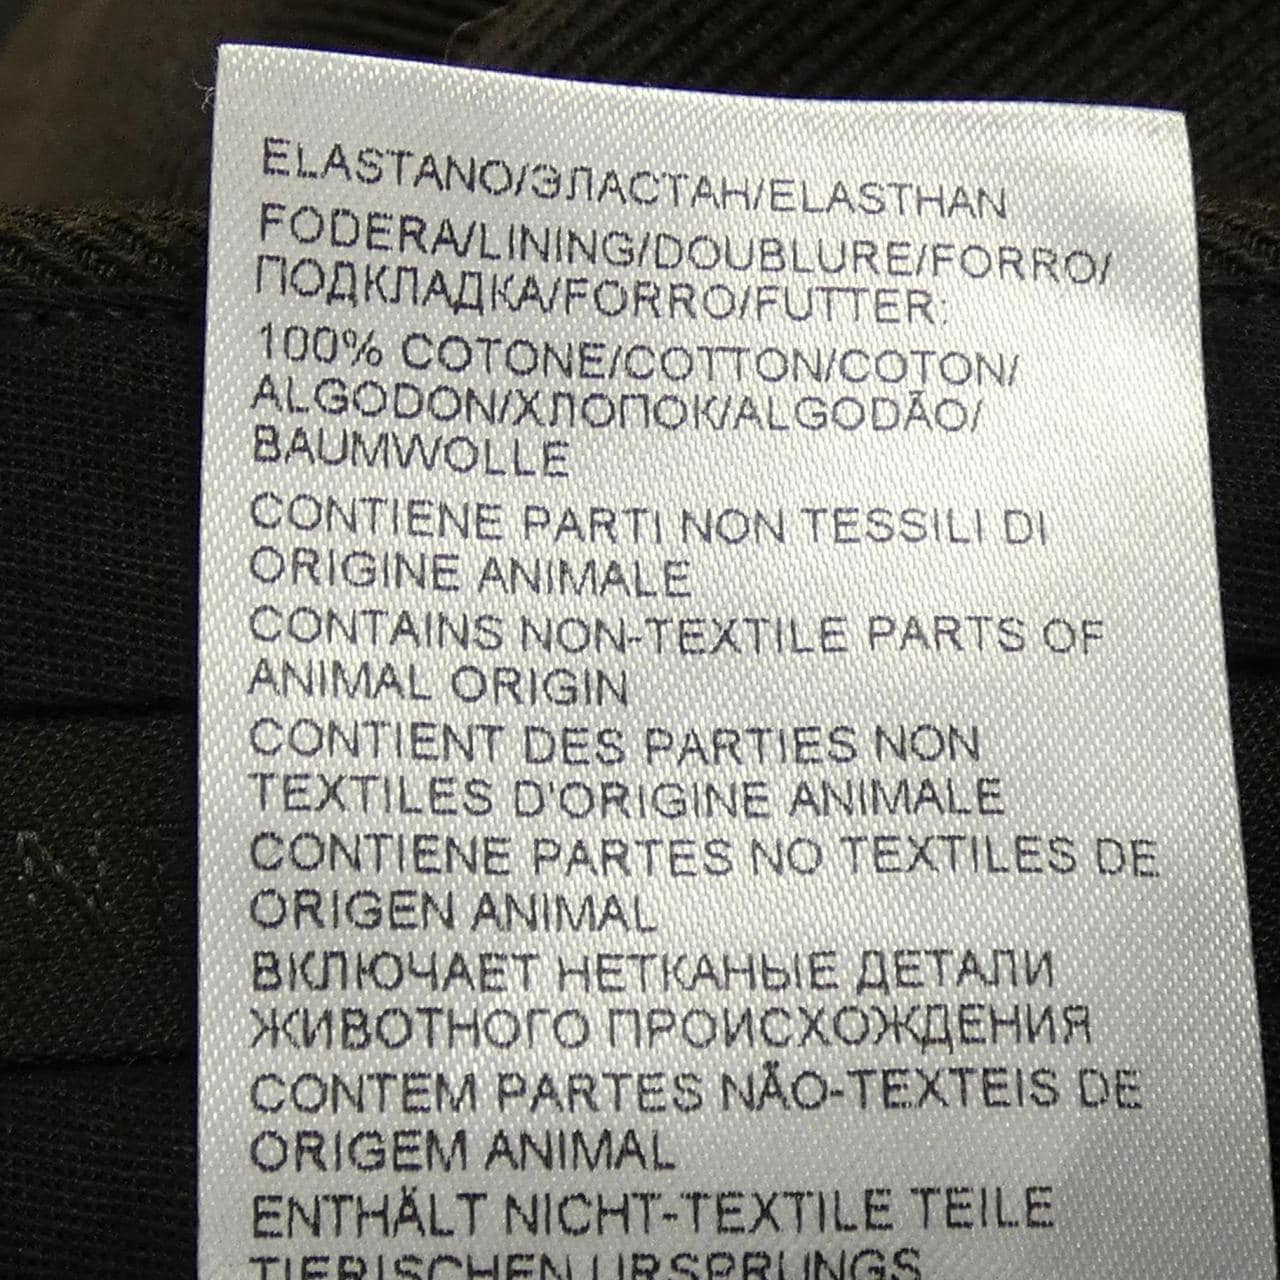 ELASTANO/ЭЛАСТАН/ELASTHAN
FODERA/LINING/DOUBLURE/FORRO/
ПОДКЛАДКА/FORRO/FUTTER:
100% COTONE/COTTON/COTON/
ALGODON/ХЛОПОК/ALGODÃO/
BAUMWOLLE
CONTIENE PARTI NON TESSILI DI
ORIGINE ANIMALE
CONTAINS NON-TEXTILE PARTS OF
ANIMAL ORIGIN
CONTIENT DES PARTIES NON
TEXTILES D'ORIGINE ANIMALE
CONTIENE PARTES NO TEXTILES DE
ORIGEN ANIMAL
ВКЛЮЧАЕТ НЕТКАНЫЕ ДЕТАЛИ
ЖИВОТНОГО ПРОИСХОЖДЕНИЯ
CONTEM PARTES NÃO-TEXTEIS DE
ORIGEM ANIMAL
ENTHÄLT NICHT-TEXTILE TEILE
TIERISCHEN URSPRUNGS